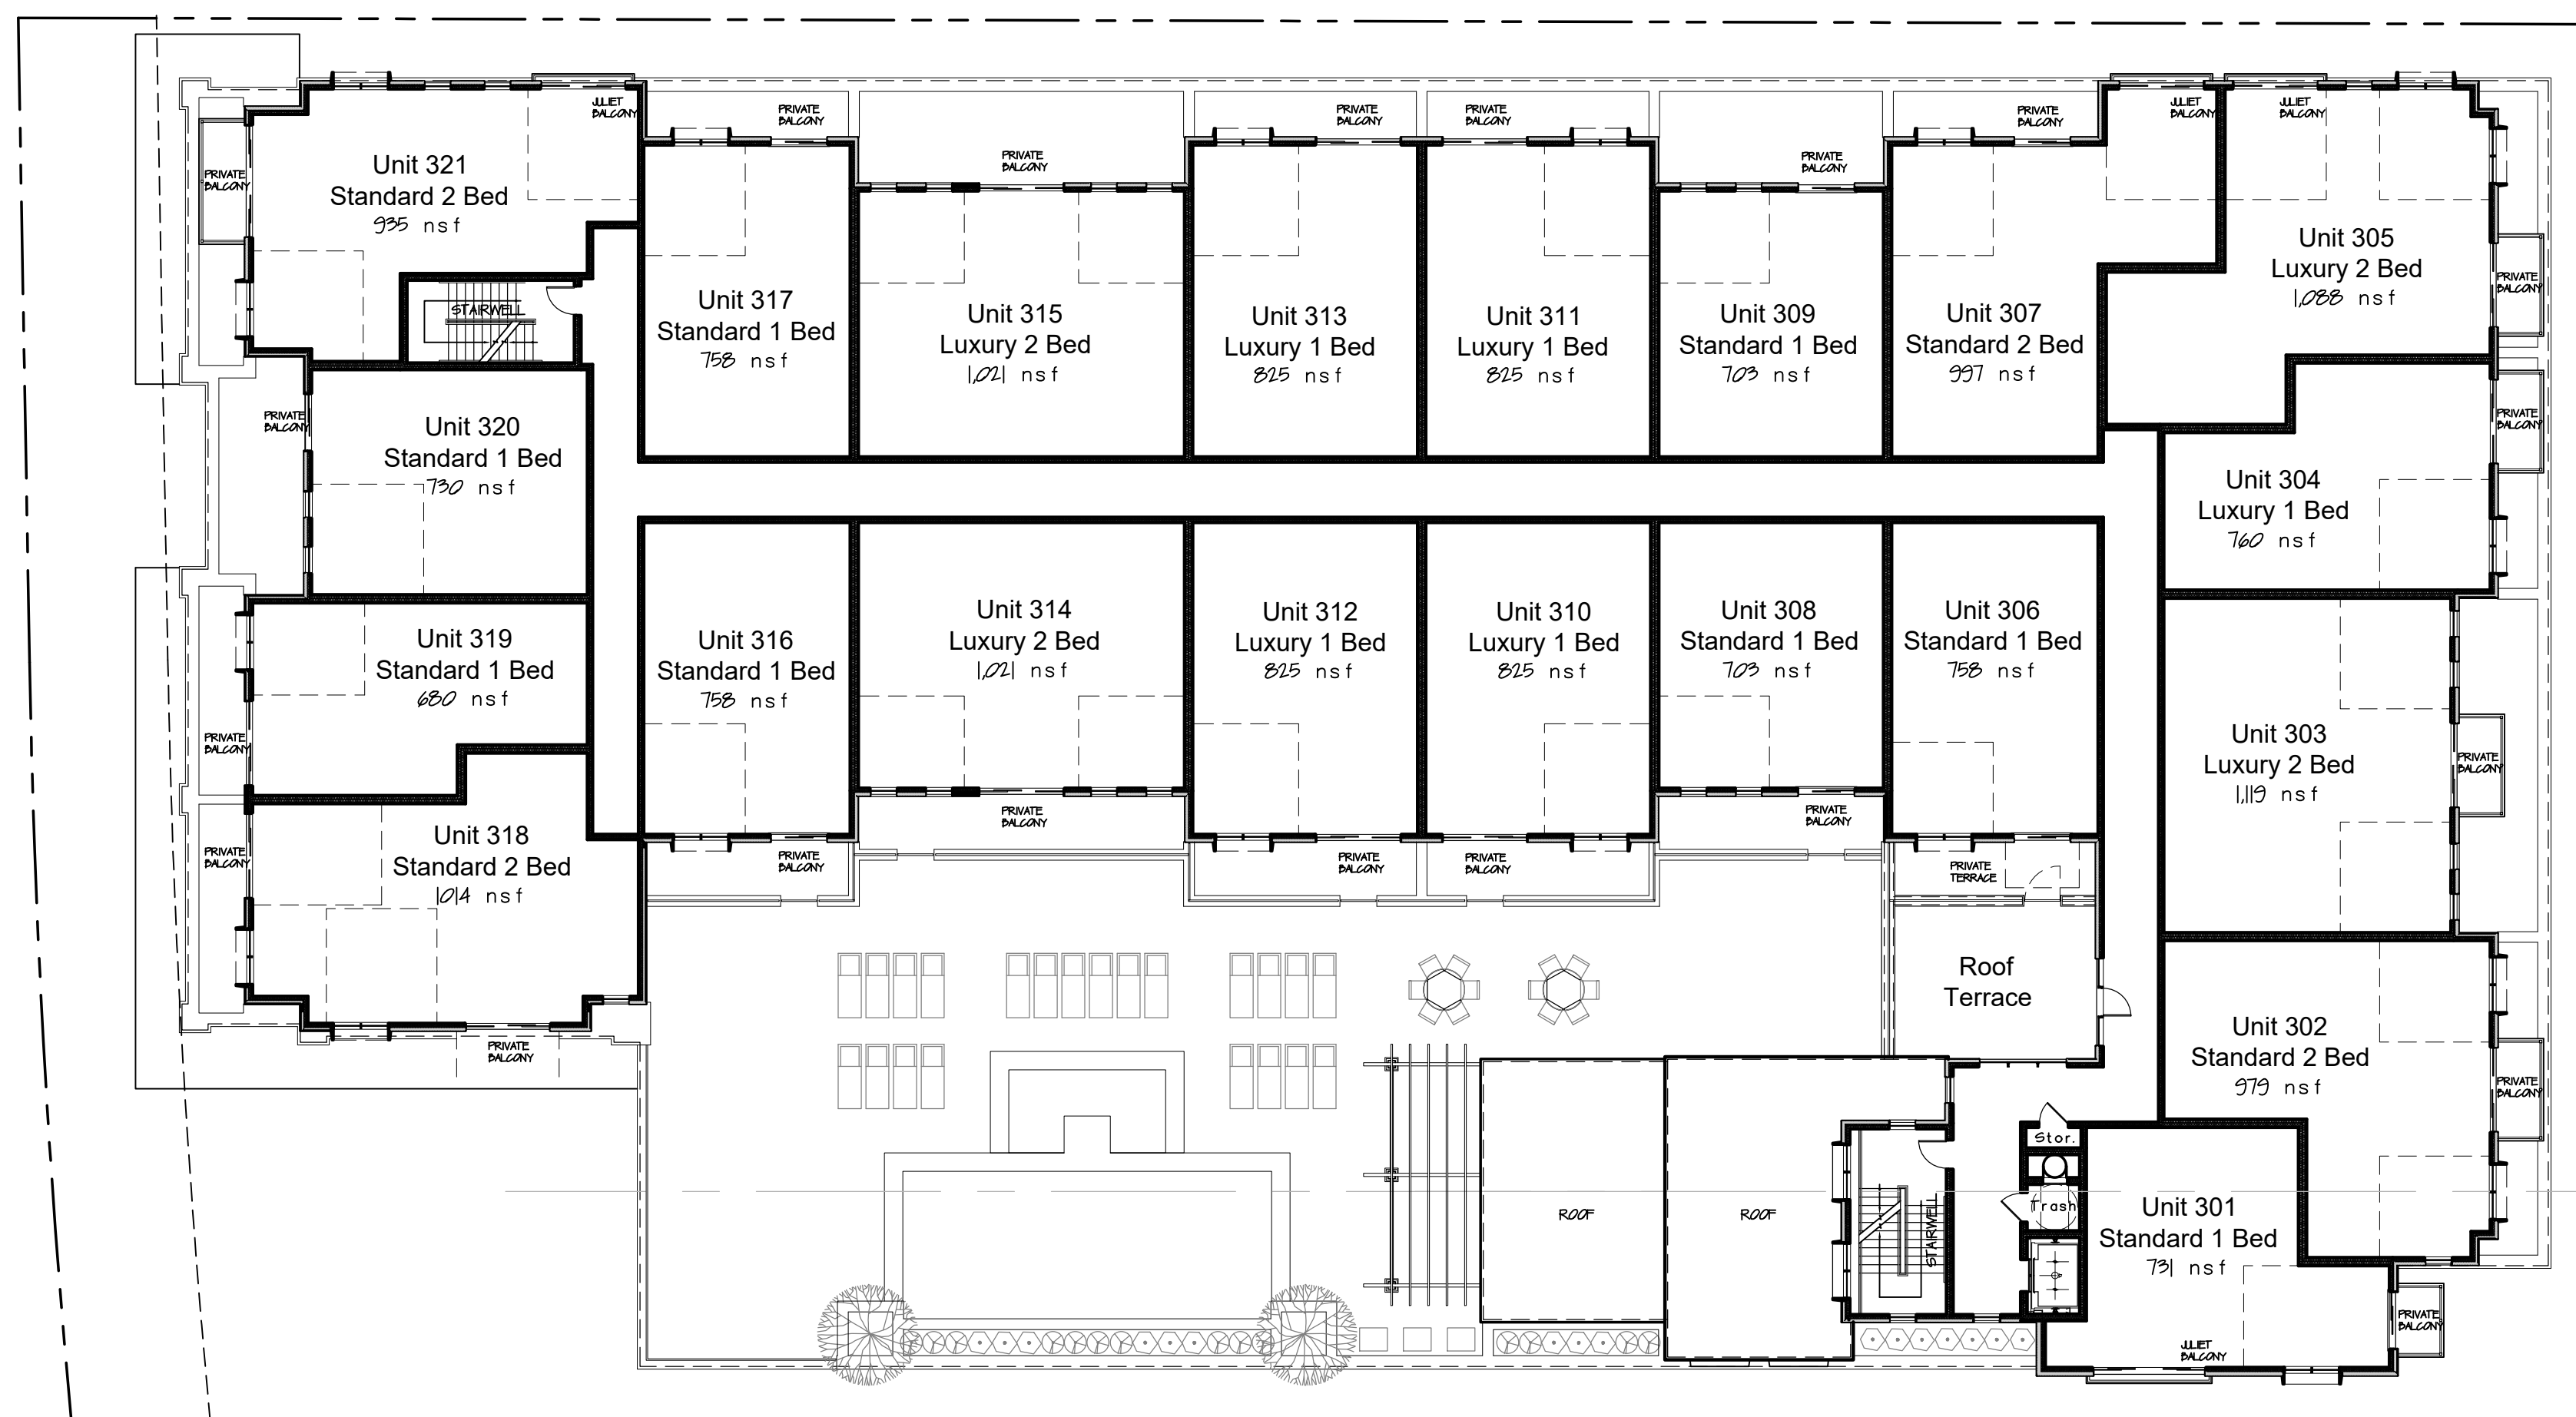 JULIET
BALCONY
PRIVATE
BALCONY
Unit 321
Standard 2 Bed
935 nsf
STAIRWELL
PRIVATE
BALCONY
Unit 317
Standard 1 Bed
758 nsf
PRIVATE
BALCONY
Unit 315
Luxury 2 Bed
1,021 nsf
PRIVATE
BALCONY
Unit 313
Luxury 1 Bed
825 nsf
PRIVATE
BALCONY
Unit 311
Luxury 1 Bed
825 nsf
PRIVATE
BALCONY
Unit 309
Standard 1 Bed
703 nsf
PRIVATE
BALCONY
JULIET
BALCONY
Unit 307
Standard 2 Bed
997 nsf
JULIET
BALCONY
Unit 305
Luxury 2 Bed
1,088 nsf
PRIVATE
BALCONY
PRIVATE
BALCONY
Unit 320
Standard 1 Bed
730 nsf
PRIVATE
BALCONY
Unit 304
Luxury 1 Bed
760 nsf
Unit 319
Standard 1 Bed
680 nsf
PRIVATE
BALCONY
Unit 316
Standard 1 Bed
758 nsf
PRIVATE
BALCONY
Unit 314
Luxury 2 Bed
1,021 nsf
PRIVATE
BALCONY
Unit 312
Luxury 1 Bed
825 nsf
PRIVATE
BALCONY
Unit 310
Luxury 1 Bed
825 nsf
PRIVATE
BALCONY
Unit 308
Standard 1 Bed
703 nsf
PRIVATE
BALCONY
Unit 306
Standard 1 Bed
758 nsf
PRIVATE
TERRACE
Unit 303
Luxury 2 Bed
1,119 nsf
PRIVATE
BALCONY
PRIVATE
BALCONY
Unit 318
Standard 2 Bed
1014 nsf
PRIVATE
BALCONY
Roof
Terrace
Unit 302
Standard 2 Bed
979 nsf
PRIVATE
BALCONY
Stor.
Trash
STAIRWELL
ROOF
ROOF
Unit 301
Standard 1 Bed
731 nsf
PRIVATE
BALCONY
JULIET
BALCONY